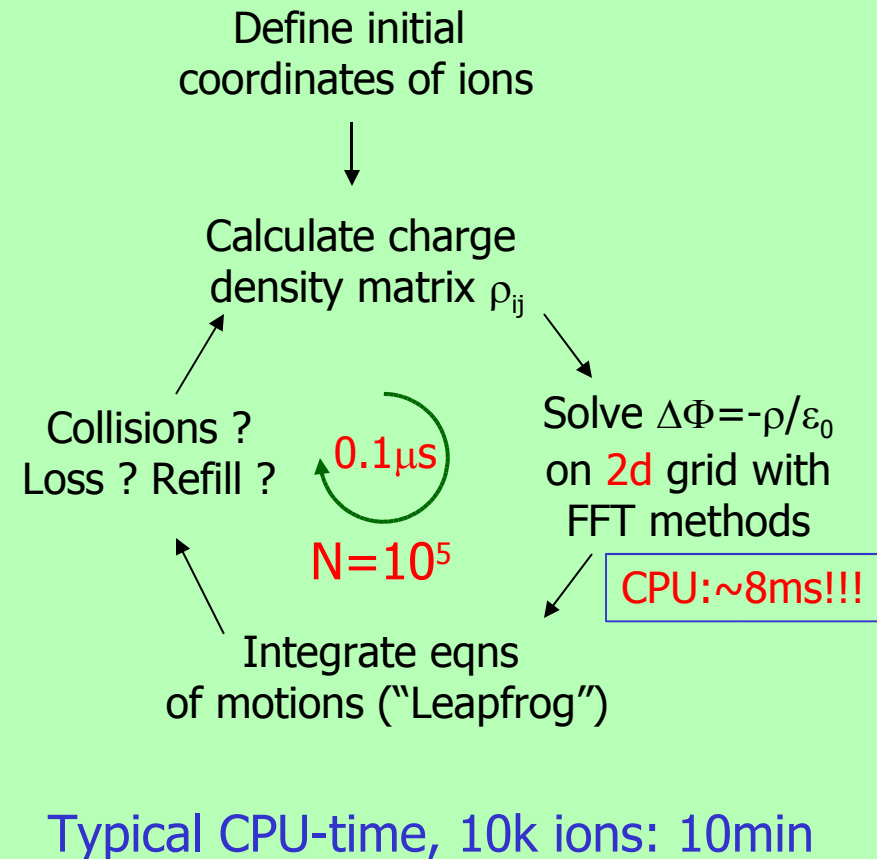 Define initial
coordinates of ions
Calculate charge
density matrix ρij
Solve ΔΦ=-ρ/ε0
on 2d grid with
FFT methods
CPU:~8ms!!!
Integrate eqns
of motions (“Leapfrog”)
Collisions ?
Loss ? Refill ?
0.1μs
N=10⁵
Typical CPU-time, 10k ions: 10min